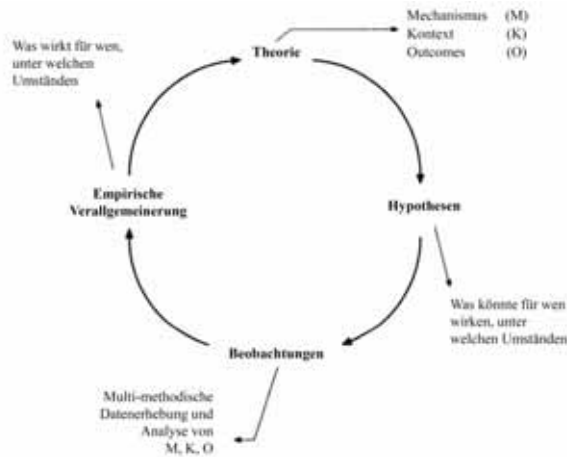 Mechanismus (M)
Kontext (K)
Outcomes (O)
Theorie
Was wirkt für wen,
unter welchen
Umständen
Empirische
Verallgemeinerung
Hypothesen
Was könnte für wen
wirken, unter
welchen Umständen
Beobachtungen
Multi-methodische
Datenerhebung und
Analyse von
M, K, O